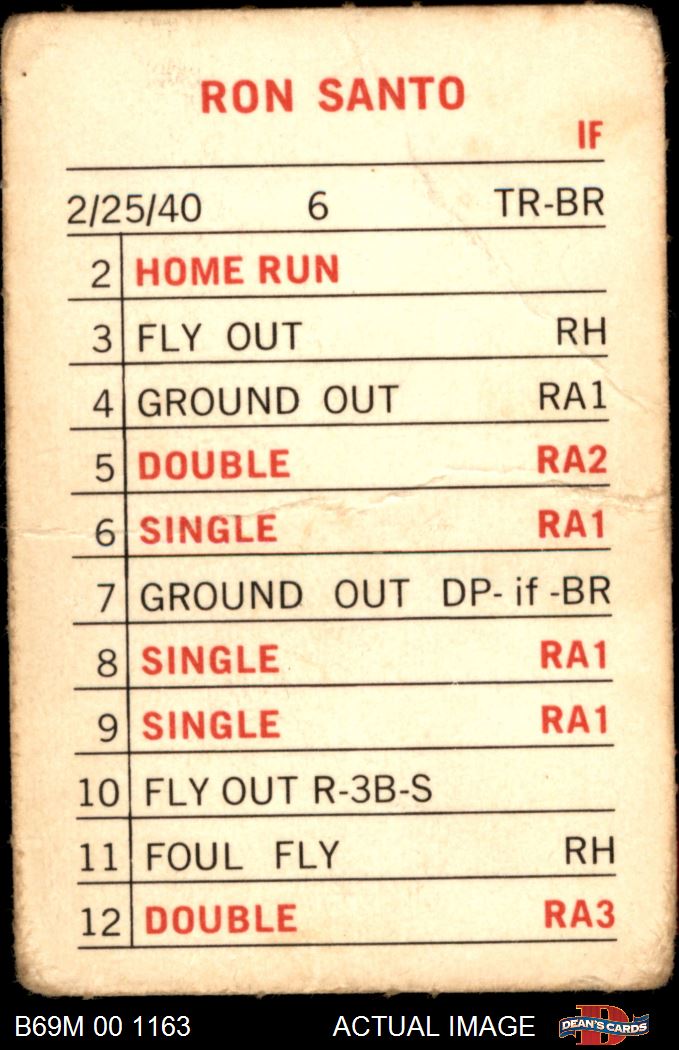 RON SANTO
IF
2/25/40 6 TR-BR
2 HOME RUN
3 FLY OUT RH
4 GROUND OUT RA1
5 DOUBLE RA2
6 SINGLE RA1
7 GROUND OUT DP- if -BR
8 SINGLE RA1
9 SINGLE RA1
10 FLY OUT R-3B-S
11 FOUL FLY RH
12 DOUBLE RA3
B69M 00 1163 ACTUAL IMAGE DEAN'S CARDS